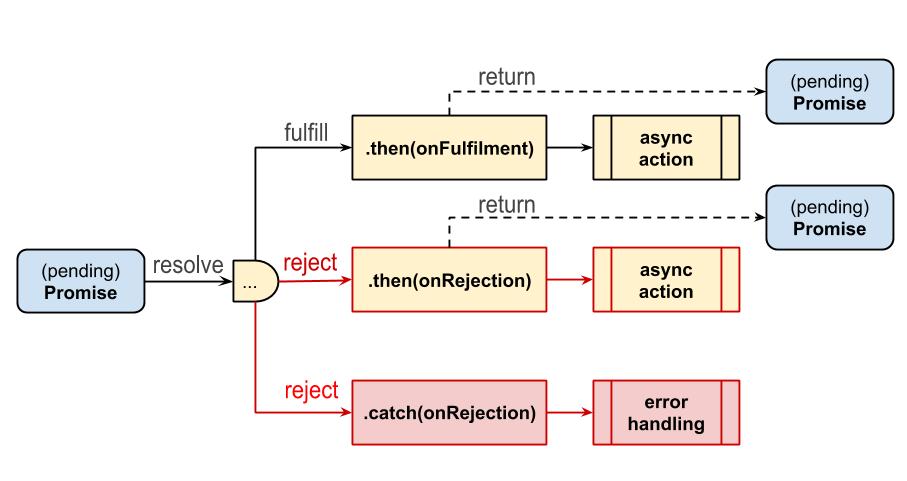 return
(pending)
Promise
fulfill
.then(onFulfilment)
async
action
return
(pending)
Promise
(pending)
Promise
resolve
...
reject
.then(onRejection)
async
action
reject
.catch(onRejection)
error
handling